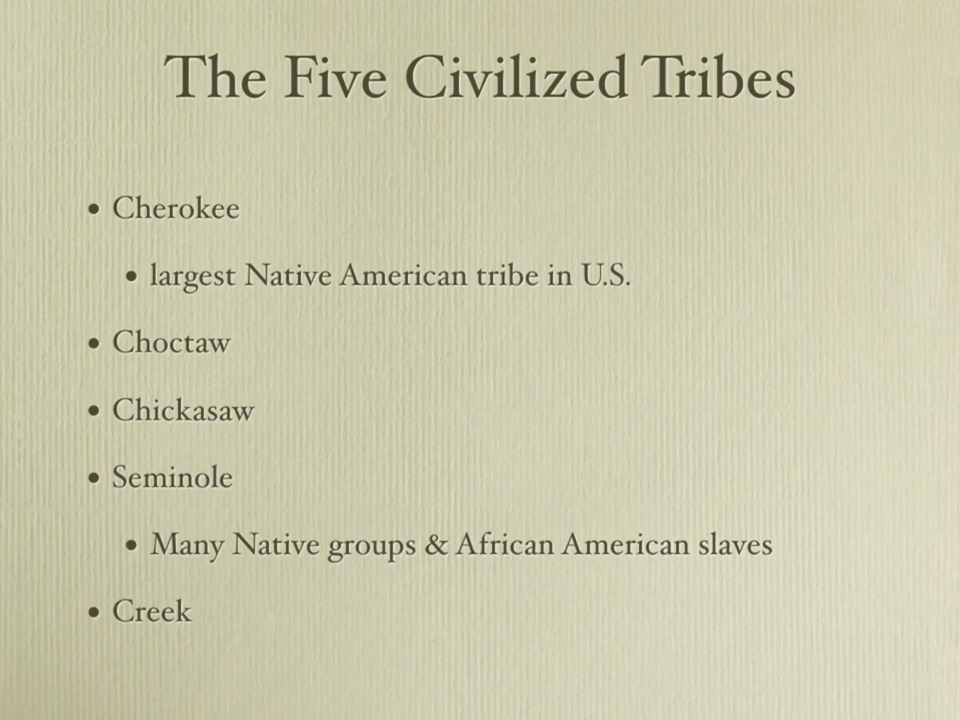 The Five Civilized Tribes
• Cherokee
• largest Native American tribe in U.S.
• Choctaw
• Chickasaw
• Seminole
• Many Native groups & African American slaves
• Creek